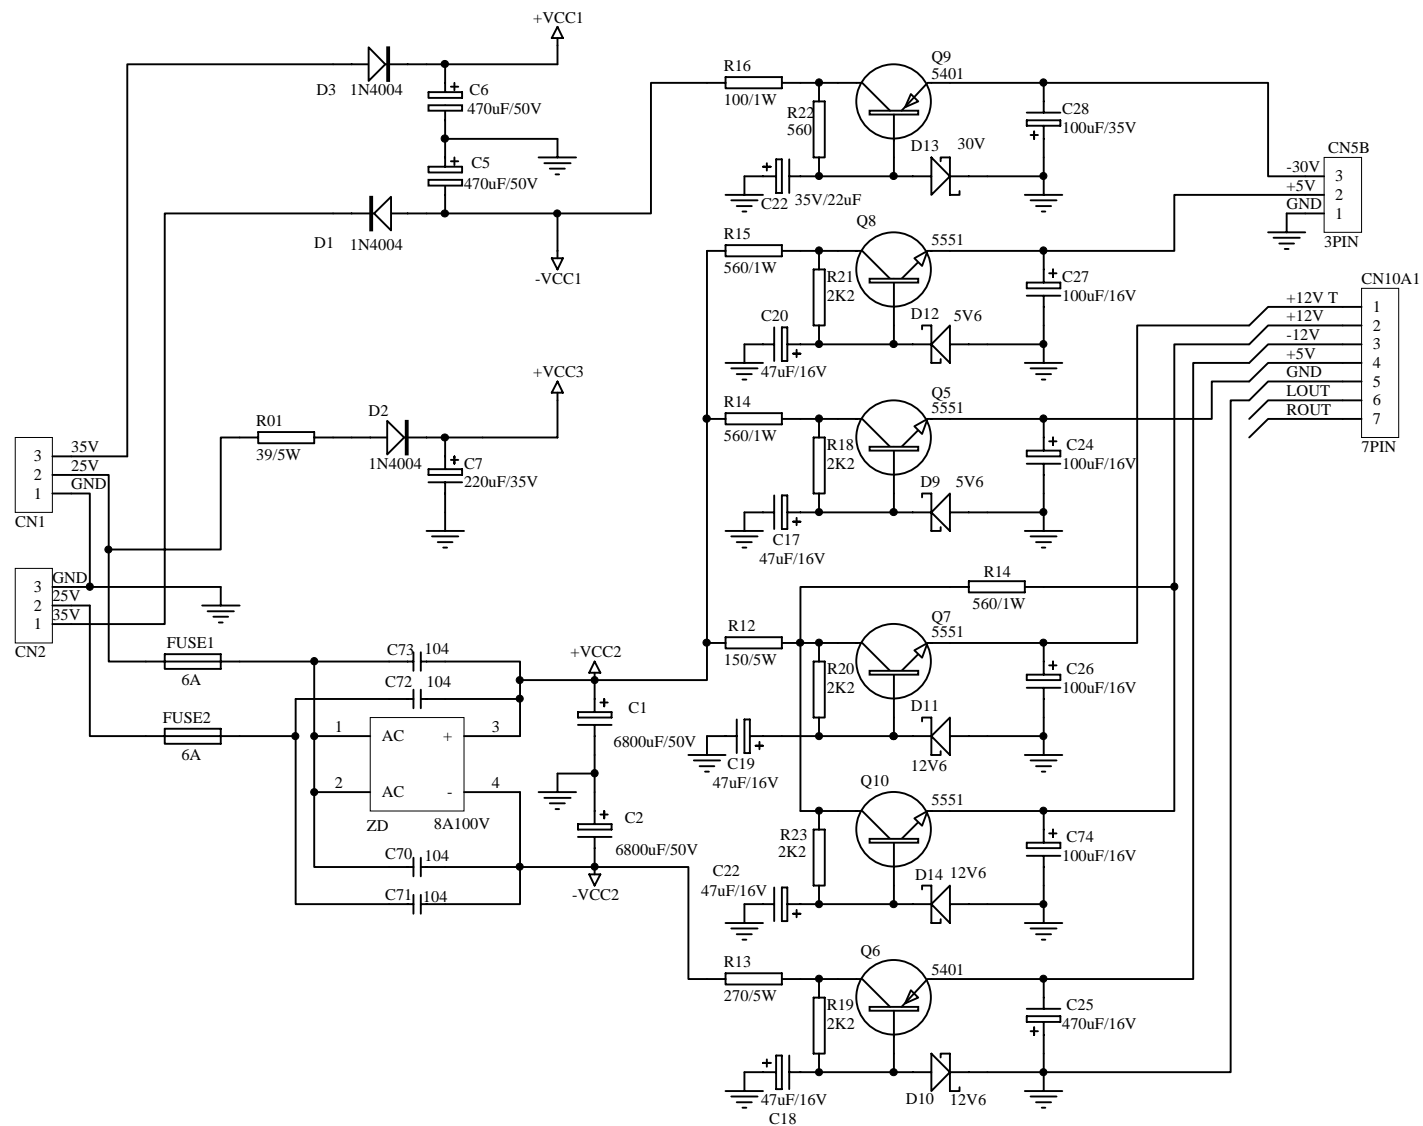 +VCC1
D3
1N4004
C6
470uF/50V
C5
470uF/50V
D1
1N4004
-VCC1
R16
100/1W
R22
560
Q9
5401
C28
100uF/35V
D13
30V
C22
35V/22uF
CN5B
-30V
3
+5V
2
GND
1
3PIN
R15
560/1W
R21
2K2
Q8
5551
C27
100uF/16V
C20
47uF/16V
D12
5V6
CN10A1
+12V T
1
+12V
2
-12V
3
+5V
4
GND
5
LOUT
6
ROUT
7
7PIN
+VCC3
R01
39/5W
D2
1N4004
C7
220uF/35V
R14
560/1W
R18
2K2
Q5
5551
C24
100uF/16V
C17
47uF/16V
D9
5V6
3
35V
2
25V
1
GND
CN1
3
GND
2
25V
1
35V
CN2
FUSE1
6A
FUSE2
6A
C73
104
C72
104
1
AC
+
3
2
AC
-
4
ZD
8A100V
C70
104
C71
104
+VCC2
C1
6800uF/50V
C2
6800uF/50V
-VCC2
R14
560/1W
R12
150/5W
R20
2K2
Q7
5551
C26
100uF/16V
C19
47uF/16V
D11
12V6
Q10
5551
R23
2K2
C74
100uF/16V
C22
47uF/16V
D14
12V6
R13
270/5W
R19
2K2
Q6
5401
C25
470uF/16V
47uF/16V
C18
D10
12V6